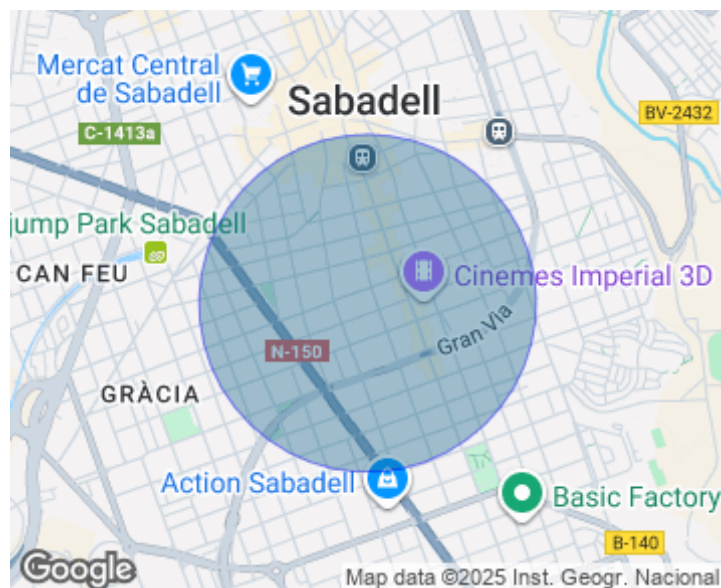 Mercat Central
de Sabadell
Sabadell
BV-2432
C-1413a
jump Park Sabadell
CAN FEU
Cinemes Imperial 3D
N-150
Gran Via
GRÀCIA
Action Sabadell
Basic Factory
B-140
Google
Map data ©2025 Inst. Geogr. Nacional